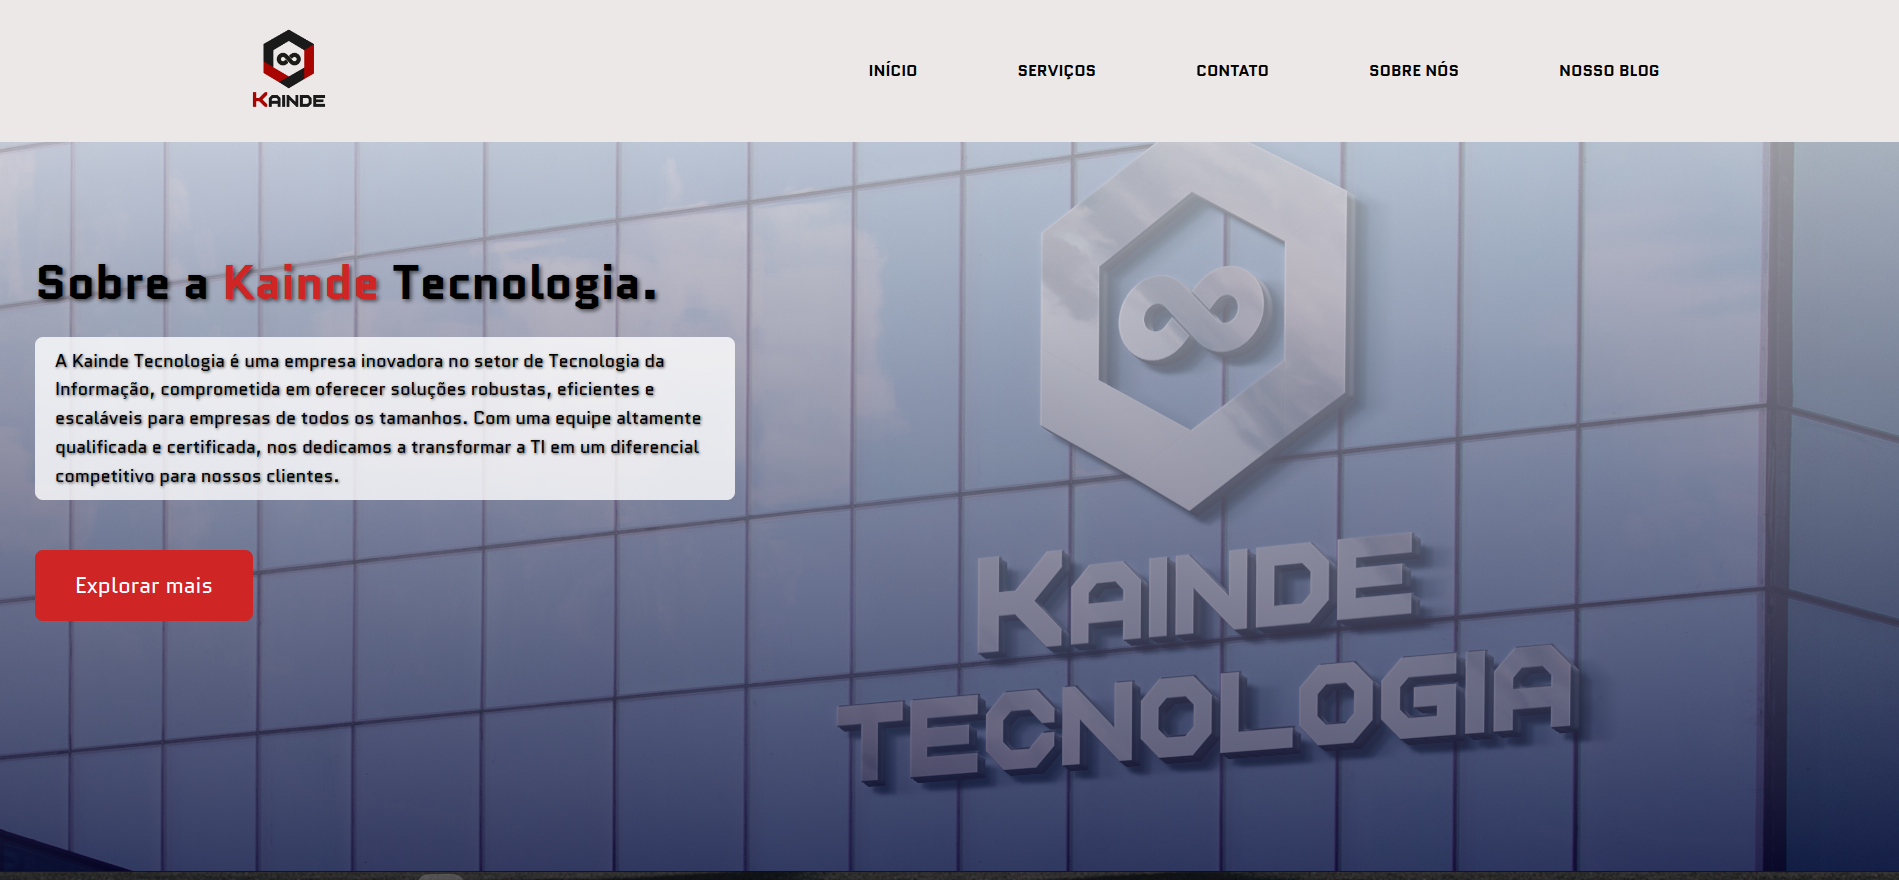 KAINDE
INÍCIO
SERVIÇOS
CONTATO
SOBRE NÓS
NOSSO BLOG
Sobre a Kainde Tecnologia.
A Kainde Tecnologia é uma empresa inovadora no setor de Tecnologia da
Informação, comprometida em oferecer soluções robustas, eficientes e
escaláveis para empresas de todos os tamanhos. Com uma equipe altamente
qualificada e certificada, nos dedicamos a transformar a TI em um diferencial
competitivo para nossos clientes.
Explorar mais
KAINDE
TECNOLOGIA